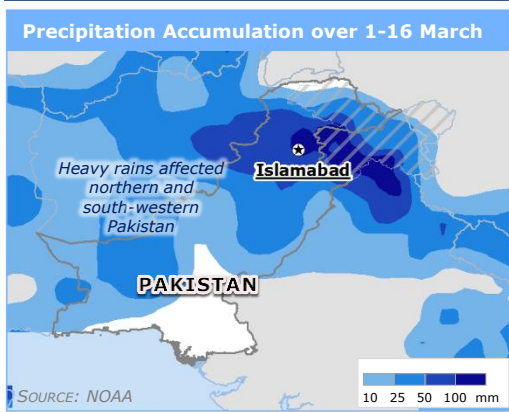 Precipitation Accumulation over 1-16 March
Heavy rains affected
northern and
south-western
Pakistan
Islamabad
PAKISTAN
10 25 50 100 mm
SOURCE: NOAA